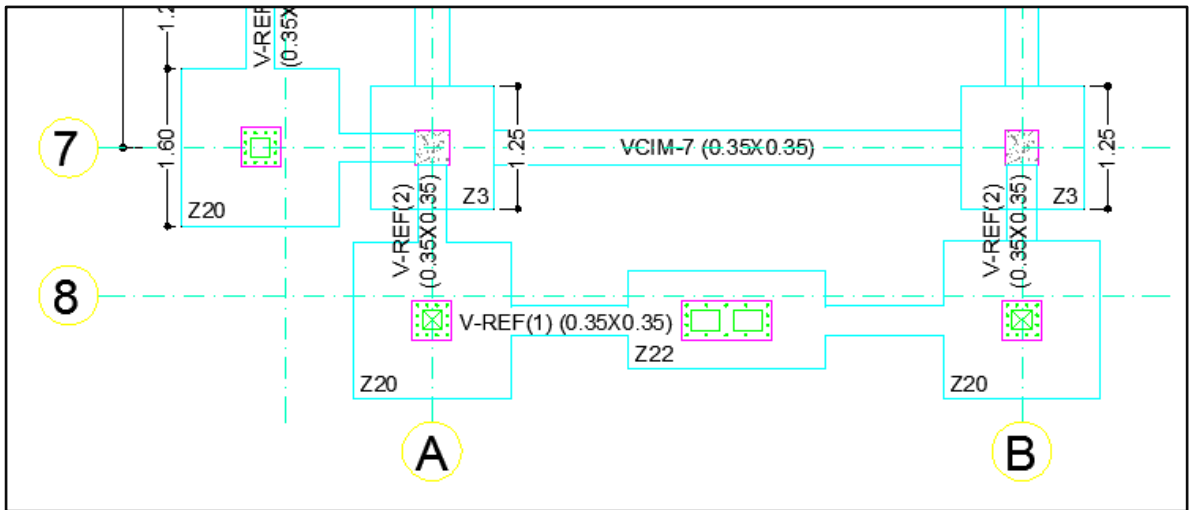 V-REF
(0.35X
1.2
7
1.60
Z20
VCIM-7 (0.35X0.35)
1.25
Z3
V-REF(2)
(0.35X0.35)
1.25
Z3
V-REF(2)
(0.35X0.35)
8
V-REF(1) (0.35X0.35)
Z22
Z20
Z20
A
B